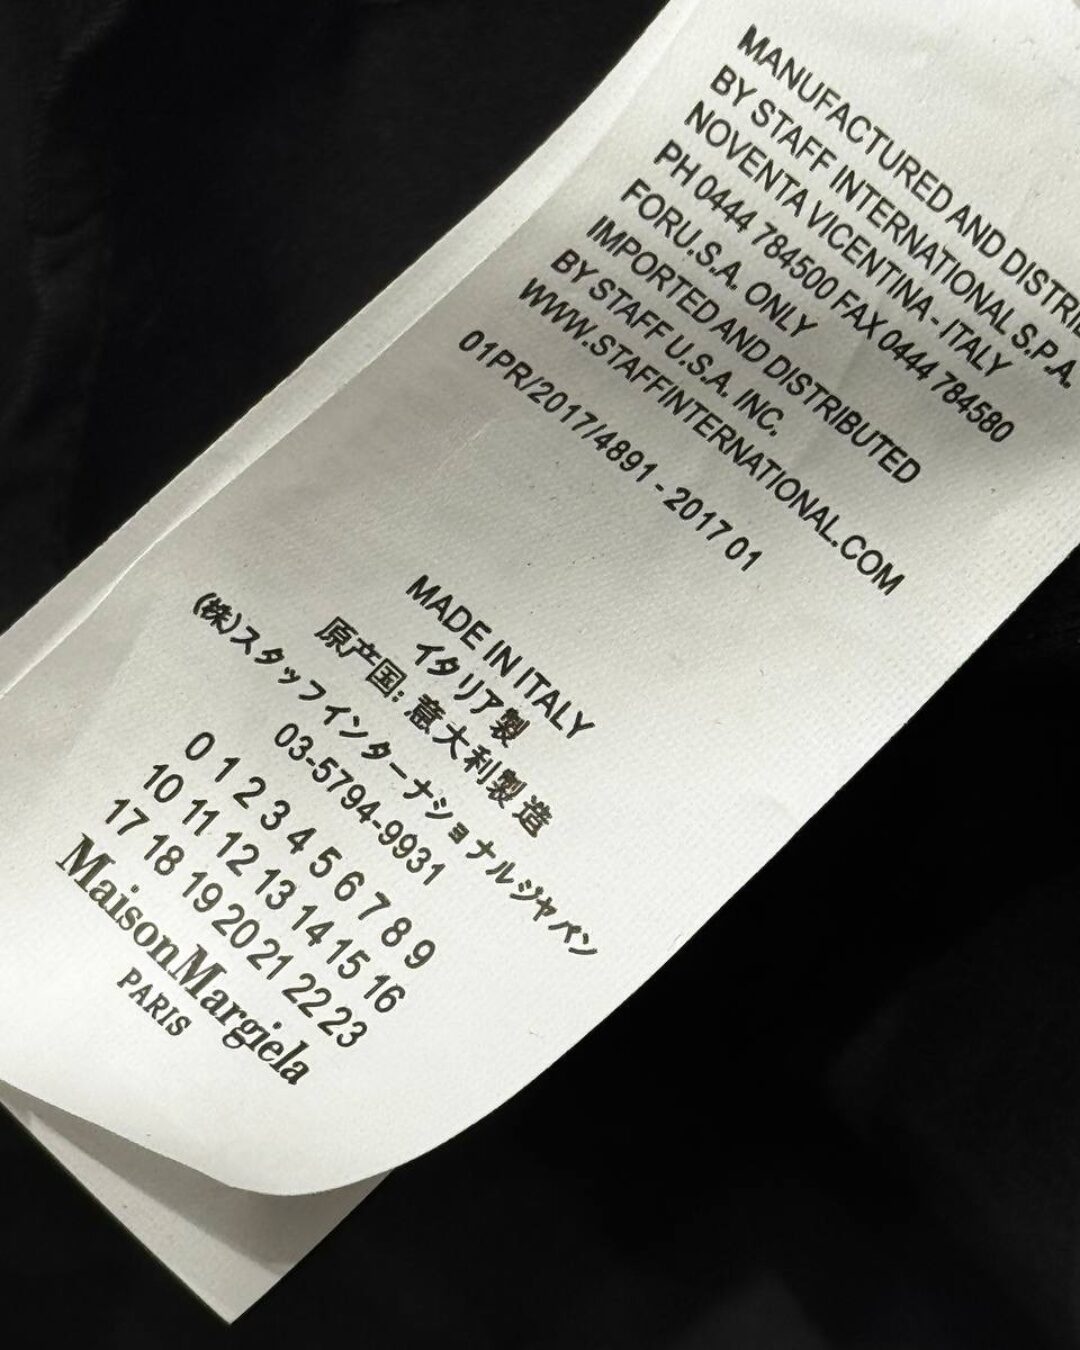 MANUFACTURED AND DISTRI
BY STAFF INTERNATIONAL S.P.A.
NOVENTA VICENTINA - ITALY
PH 0444 784500 FAX 0444 784580
FOR U.S.A. ONLY
IMPORTED AND DISTRIBUTED
BY STAFF U.S.A. INC.
WWW.STAFFINTERNATIONAL.COM
01PR/2017/4891 - 2017 01
MADE IN ITALY
イタリア製
原产国: 意大利製造
(株)スタッフインターナショナルジャパン
03-5794-9931
0 1 2 3 4 5 6 7 8 9
10 11 12 13 14 15 16
17 18 19 20 21 22 23
Maison Margiela
PARIS